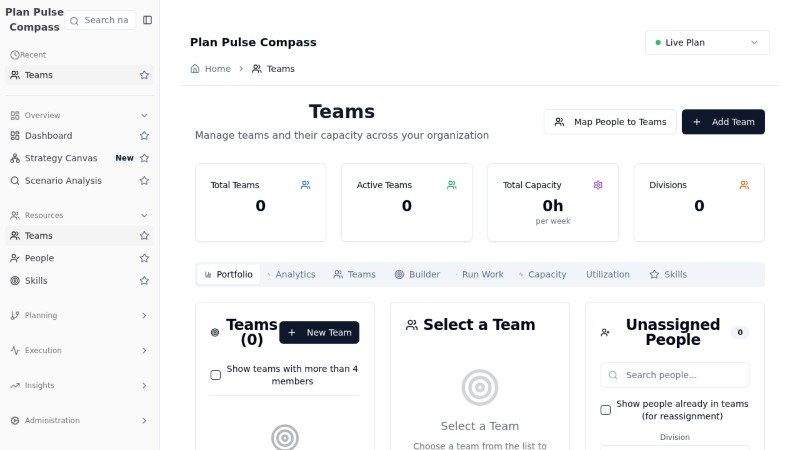 Plan Pulse
Compass
Search na
Recent
Teams
Overview
Dashboard
Strategy Canvas New
Scenario Analysis
Resources
Teams
People
Skills
Planning
Execution
Insights
Administration
Plan Pulse Compass
Live Plan
Home > Teams
Teams
Manage teams and their capacity across your organization
Map People to Teams
+ Add Team
Total Teams
0
Active Teams
0
Total Capacity
0h
per week
Divisions
0
Portfolio Analytics Teams Builder Run Work Capacity Utilization Skills
Teams
(0)
+ New Team
Show teams with more than 4
members
Select a Team
Select a Team
Choose a team from the list to
Unassigned
People
0
Search people...
Show people already in teams
(for reassignment)
Division